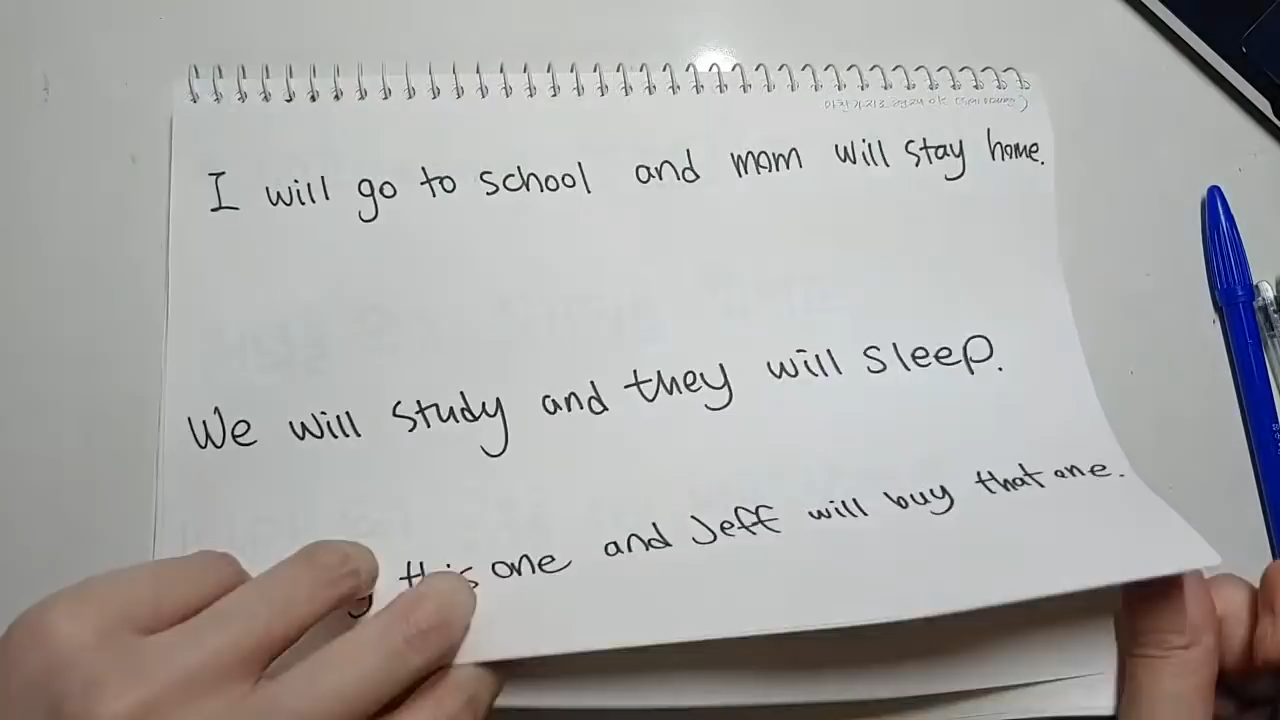 I will go to school and mom will stay home.
We will study and they will sleep.
this one and Jeff will buy that one.